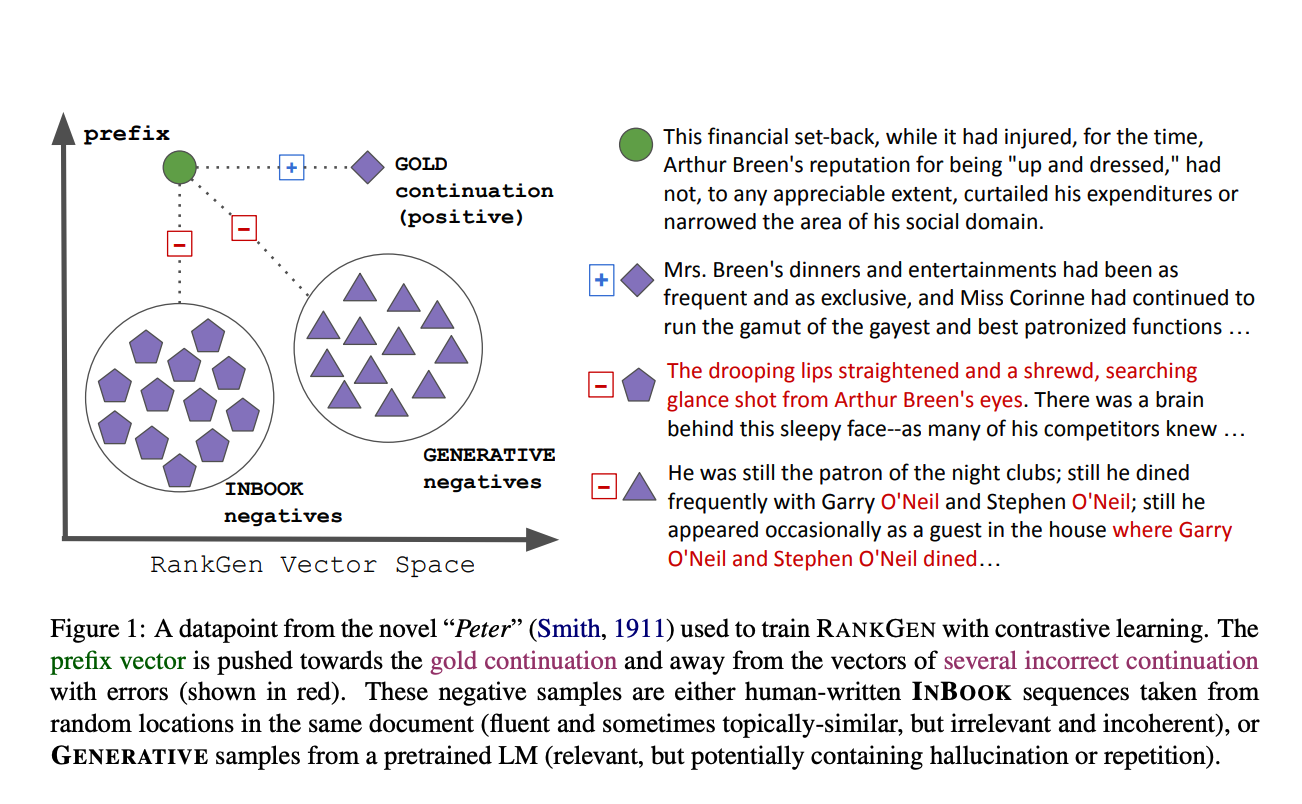 prefix
+
GOLD
continuation
(positive)
−
−
INBOOK
negatives
GENERATIVE
negatives
RankGen Vector Space
This financial set-back, while it had injured, for the time,
Arthur Breen's reputation for being "up and dressed," had
not, to any appreciable extent, curtailed his expenditures or
narrowed the area of his social domain.
+
Mrs. Breen's dinners and entertainments had been as
frequent and as exclusive, and Miss Corinne had continued to
run the gamut of the gayest and best patronized functions …
−
The drooping lips straightened and a shrewd, searching
glance shot from Arthur Breen's eyes. There was a brain
behind this sleepy face--as many of his competitors knew …
−
He was still the patron of the night clubs; still he dined
frequently with Garry O'Neil and Stephen O'Neil; still he
appeared occasionally as a guest in the house where Garry
O'Neil and Stephen O'Neil dined…
Figure 1: A datapoint from the novel “Peter” (Smith, 1911) used to train RANKGEN with contrastive learning. The
prefix vector is pushed towards the gold continuation and away from the vectors of several incorrect continuation
with errors (shown in red). These negative samples are either human-written INBOOK sequences taken from
random locations in the same document (fluent and sometimes topically-similar, but irrelevant and incoherent), or
GENERATIVE samples from a pretrained LM (relevant, but potentially containing hallucination or repetition).